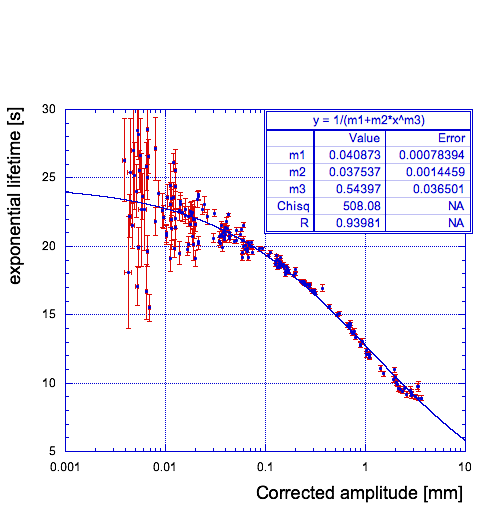 exponential lifetime [s]
30
25
20
15
10
5
y = 1/(m1+m2*x^m3)
Value Error
m1 0.040873 0.00078394
m2 0.037537 0.0014459
m3 0.54397 0.036501
Chisq 508.08 NA
R 0.93981 NA
0.001 0.01 0.1 1 10
Corrected amplitude [mm]